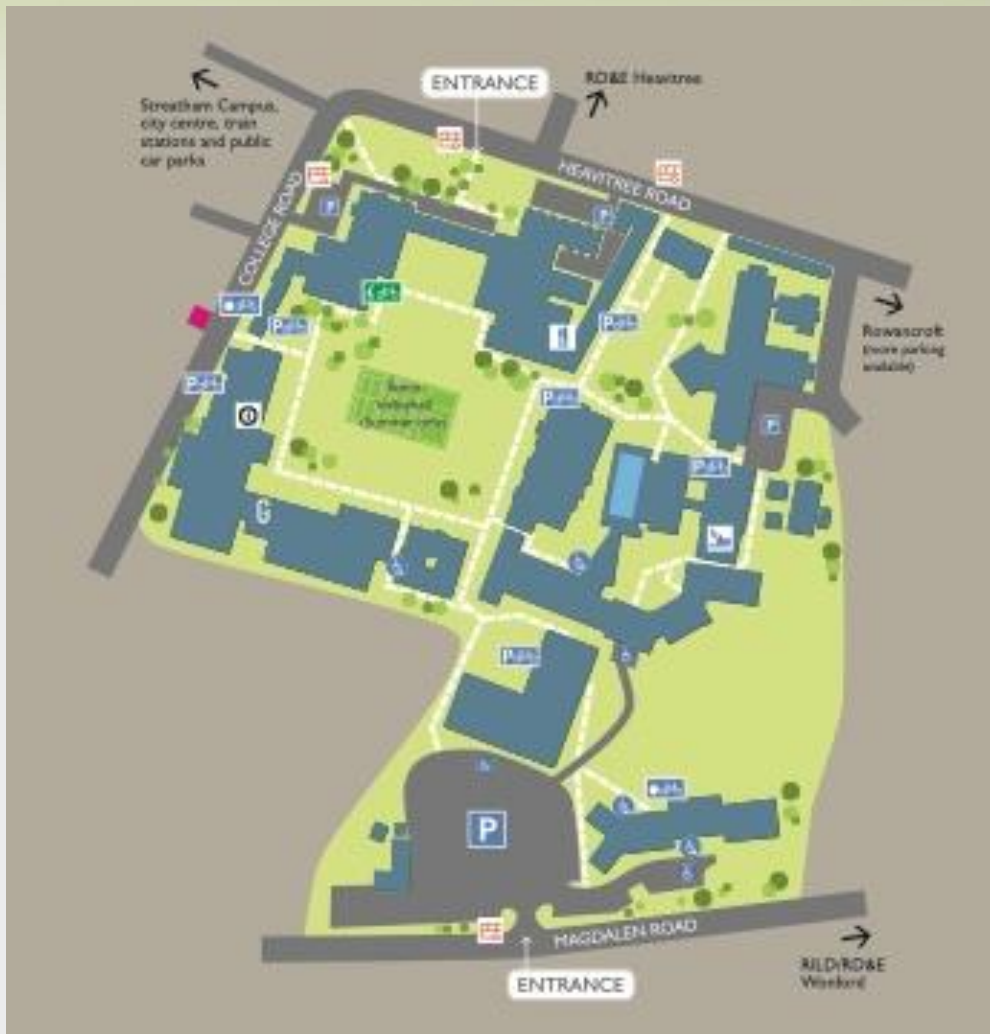 ENTRANCE
RD&E Heavitree
Streatham Campus,
city centre, train
stations and public
car parks
HEAVITREE ROAD
COLLEGE ROAD
P
P
Rowancroft
(more parking
available)
P
P
P
P
P
P
P
P
MAGDALEN ROAD
ENTRANCE
RILD/RD&E
Wonford